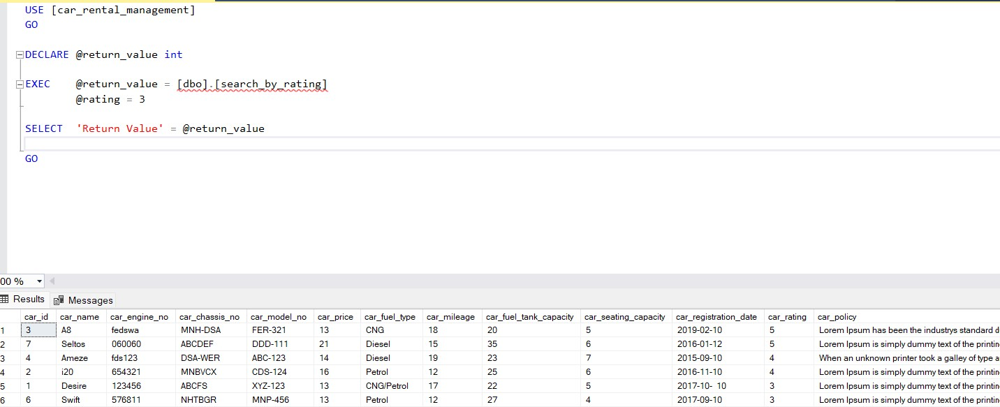 USE [car_rental_management]
GO
DECLARE @return_value int
EXEC @return_value = [dbo].[search_by_rating]
@rating = 3
SELECT 'Return Value' = @return_value
GO
00 %
Results Messages
car_id car_name car_engine_no car_chassis_no car_model_no car_price car_fuel_type car_mileage car_fuel_tank_capacity car_seating_capacity car_registration_date car_rating car_policy
1 3 A8 fedswa MNH-DSA FER-321 13 CNG 18 20 5 2019-02-10 5 Lorem Ipsum has been the industrys standard d
2 7 Seltos 060060 ABCDEF DDD-111 21 Diesel 15 35 6 2016-01-12 5 Lorem Ipsum is simply dummy text of the printin
3 4 Ameze fds123 DSA-WER ABC-123 14 Diesel 19 23 7 2015-09-10 4 When an unknown printer took a galley of type a
4 2 i20 654321 MNBVCX CDS-124 16 Petrol 12 25 6 2016-11-10 4 Lorem Ipsum is simply dummy text of the printin
5 1 Desire 123456 ABCFS XYZ-123 13 CNG/Petrol 17 22 5 2017-10- 10 3 Lorem Ipsum is simply dummy text of the printin
6 6 Swift 576811 NHTBGR MNP-456 13 Petrol 12 27 4 2017-09-10 3 Lorem Ipsum is simply dummy text of the printin